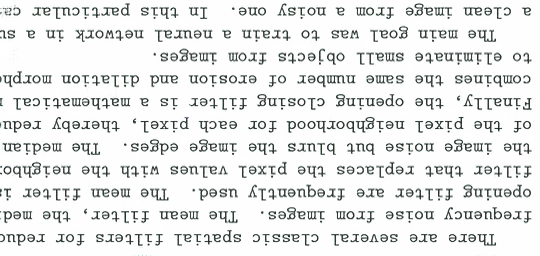 There are several classic spatial filters for reduc
frequency noise from images. The mean filter, the medi
opening filter are frequently used. The mean filter is
filter that replaces the pixel values with the neighbor
the image noise but blurs the image edges. The median
of the pixel neighborhood for each pixel, thereby reduc
Finally, the opening closing filter is a mathematical
combines the same number of erosion and dilation morpho
to eliminate small objects from images.
The main goal was to train a neural network in a su
a clean image from a noisy one. In this particular cas